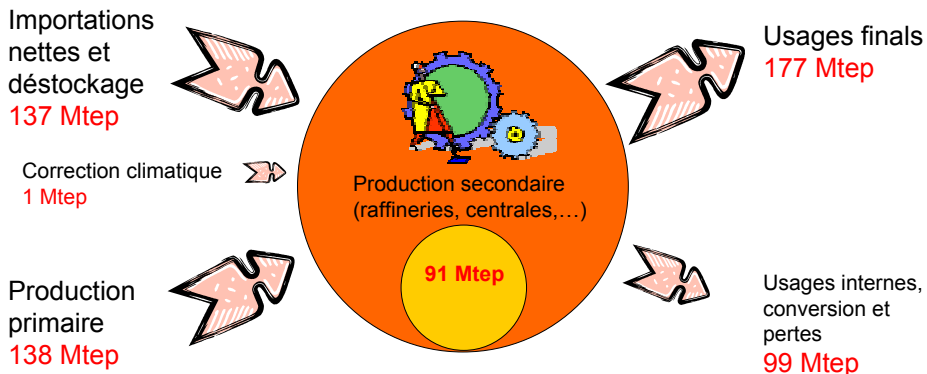 Importations
nettes et
déstockage
137 Mtep
Correction climatique
1 Mtep
Production
primaire
138 Mtep
Production secondaire
(raffineries, centrales,…)
91 Mtep
Usages finals
177 Mtep
Usages internes,
conversion et
pertes
99 Mtep